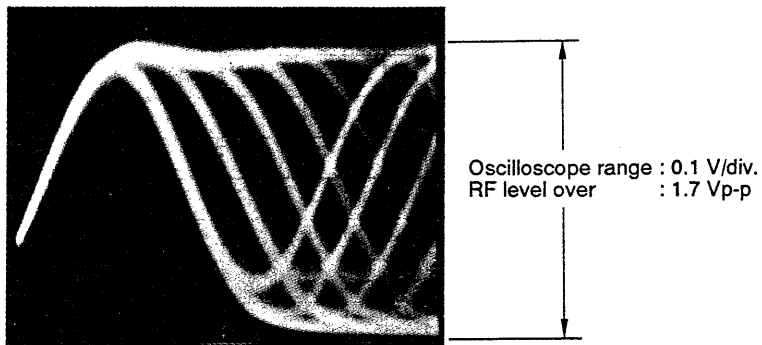 Oscilloscope range : 0.1 V/div.
RF level over : 1.7 Vp-p